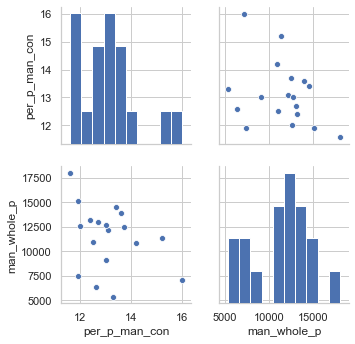 16
15
14
13
12
per_p_man_con
17500
15000
12500
10000
7500
5000
man_whole_p
12 14 16
per_p_man_con
5000 10000 15000
man_whole_p